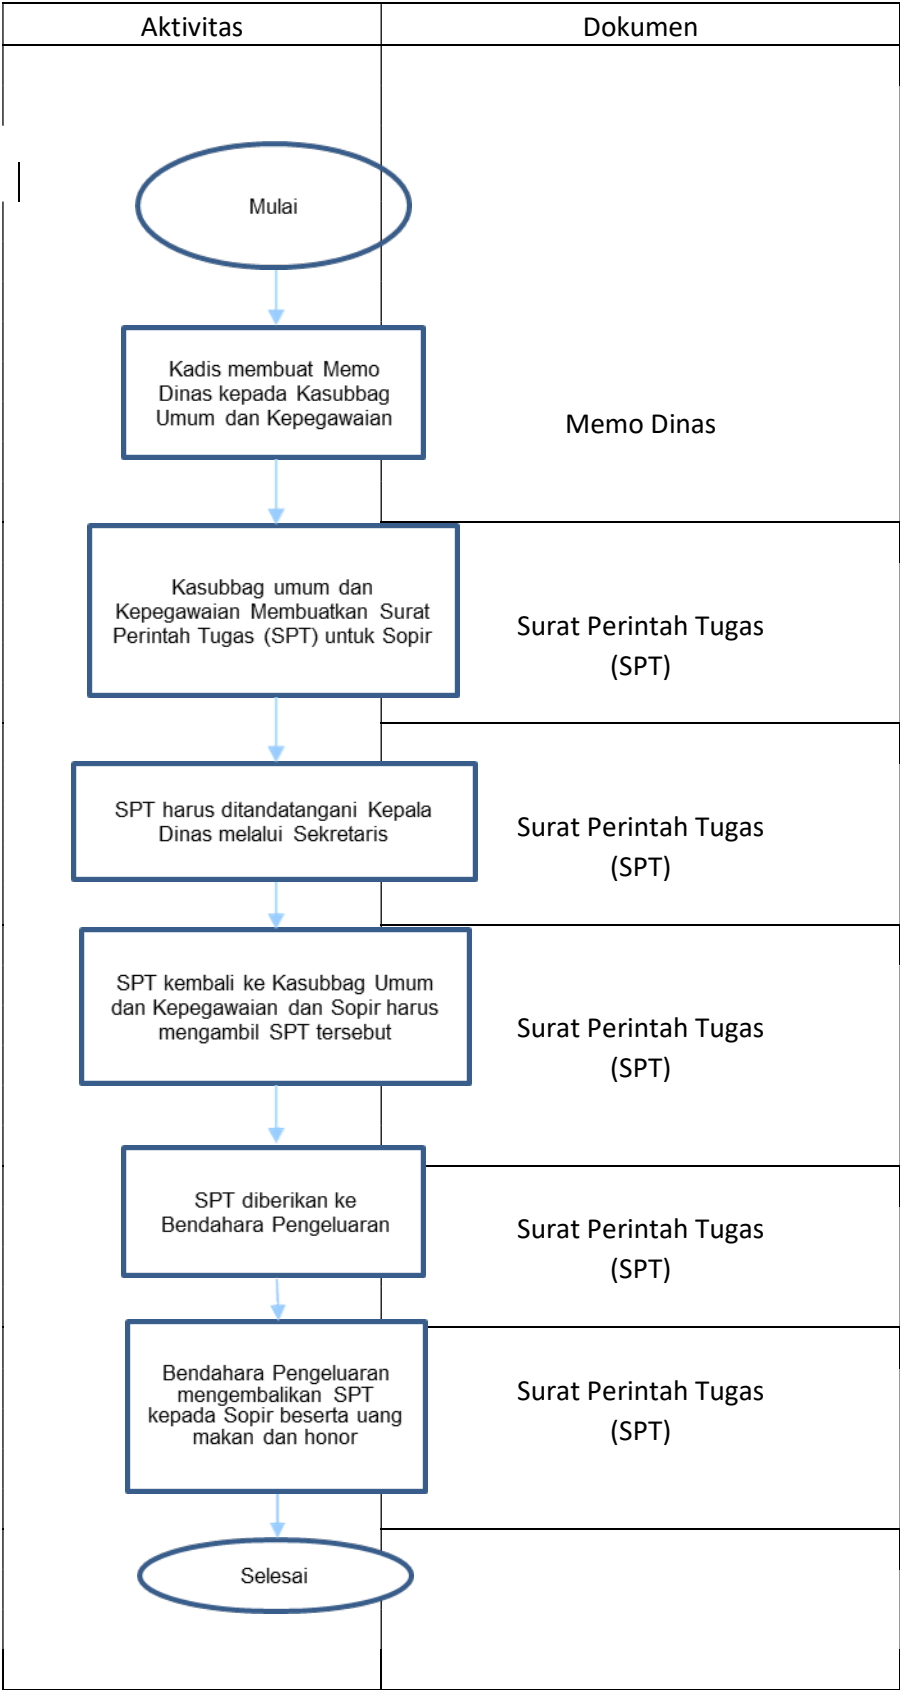 Aktivitas
Dokumen
Mulai
Kadis membuat Memo
Dinas kepada Kasubbag
Umum dan Kepegawaian
Memo Dinas
Kasubbag umum dan
Kepegawaian Membuatkan Surat
Perintah Tugas (SPT) untuk Sopir
Surat Perintah Tugas
(SPT)
SPT harus ditandatangani Kepala
Dinas melalui Sekretaris
Surat Perintah Tugas
(SPT)
SPT kembali ke Kasubbag Umum
dan Kepegawaian dan Sopir harus
mengambil SPT tersebut
Surat Perintah Tugas
(SPT)
SPT diberikan ke
Bendahara Pengeluaran
Surat Perintah Tugas
(SPT)
Bendahara Pengeluaran
mengembalikan SPT
kepada Sopir beserta uang
makan dan honor
Surat Perintah Tugas
(SPT)
Selesai